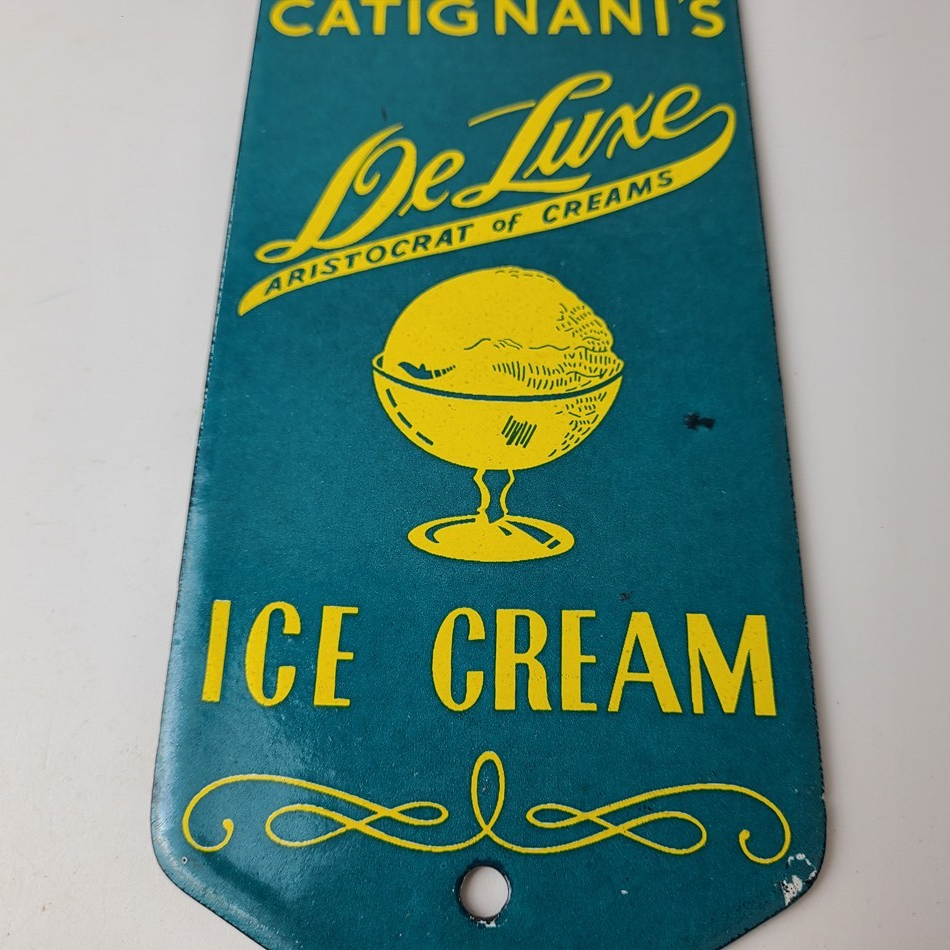 CATIGNANI'S
De Luxe
ARISTOCRAT of CREAMS
ICE CREAM